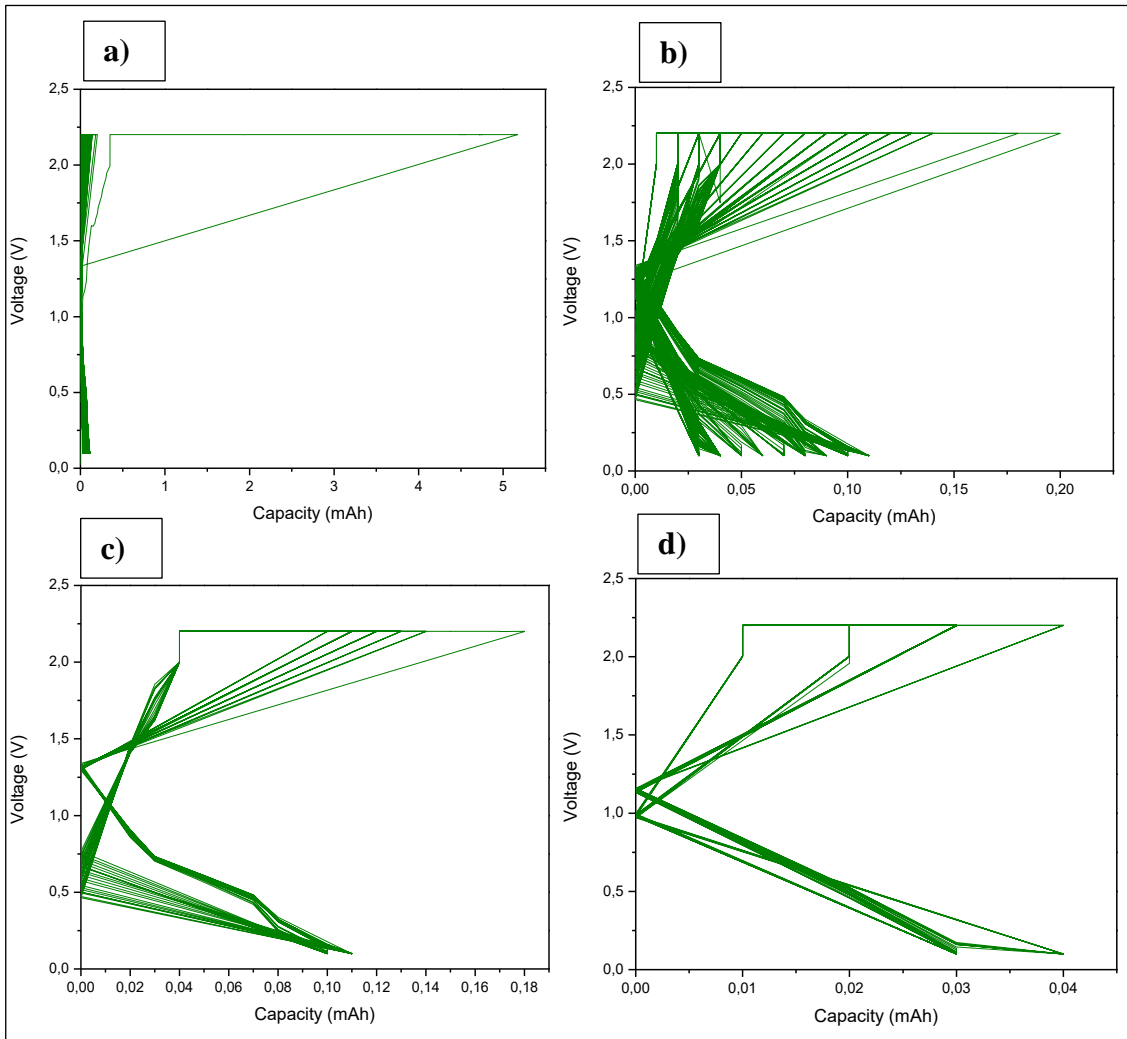 a)
2,5
2,0
1,5
1,0
0,5
0,0
Voltage (V)
0 1 2 3 4 5
Capacity (mAh)
b)
2,5
2,0
1,5
1,0
0,5
0,0
Voltage (V)
0,00 0,05 0,10 0,15 0,20
Capacity (mAh)
c)
2,5
2,0
1,5
1,0
0,5
0,0
Voltage (V)
0,00 0,02 0,04 0,06 0,08 0,10 0,12 0,14 0,16 0,18
Capacity (mAh)
d)
2,5
2,0
1,5
1,0
0,5
0,0
Voltage (V)
0,00 0,01 0,02 0,03 0,04
Capacity (mAh)